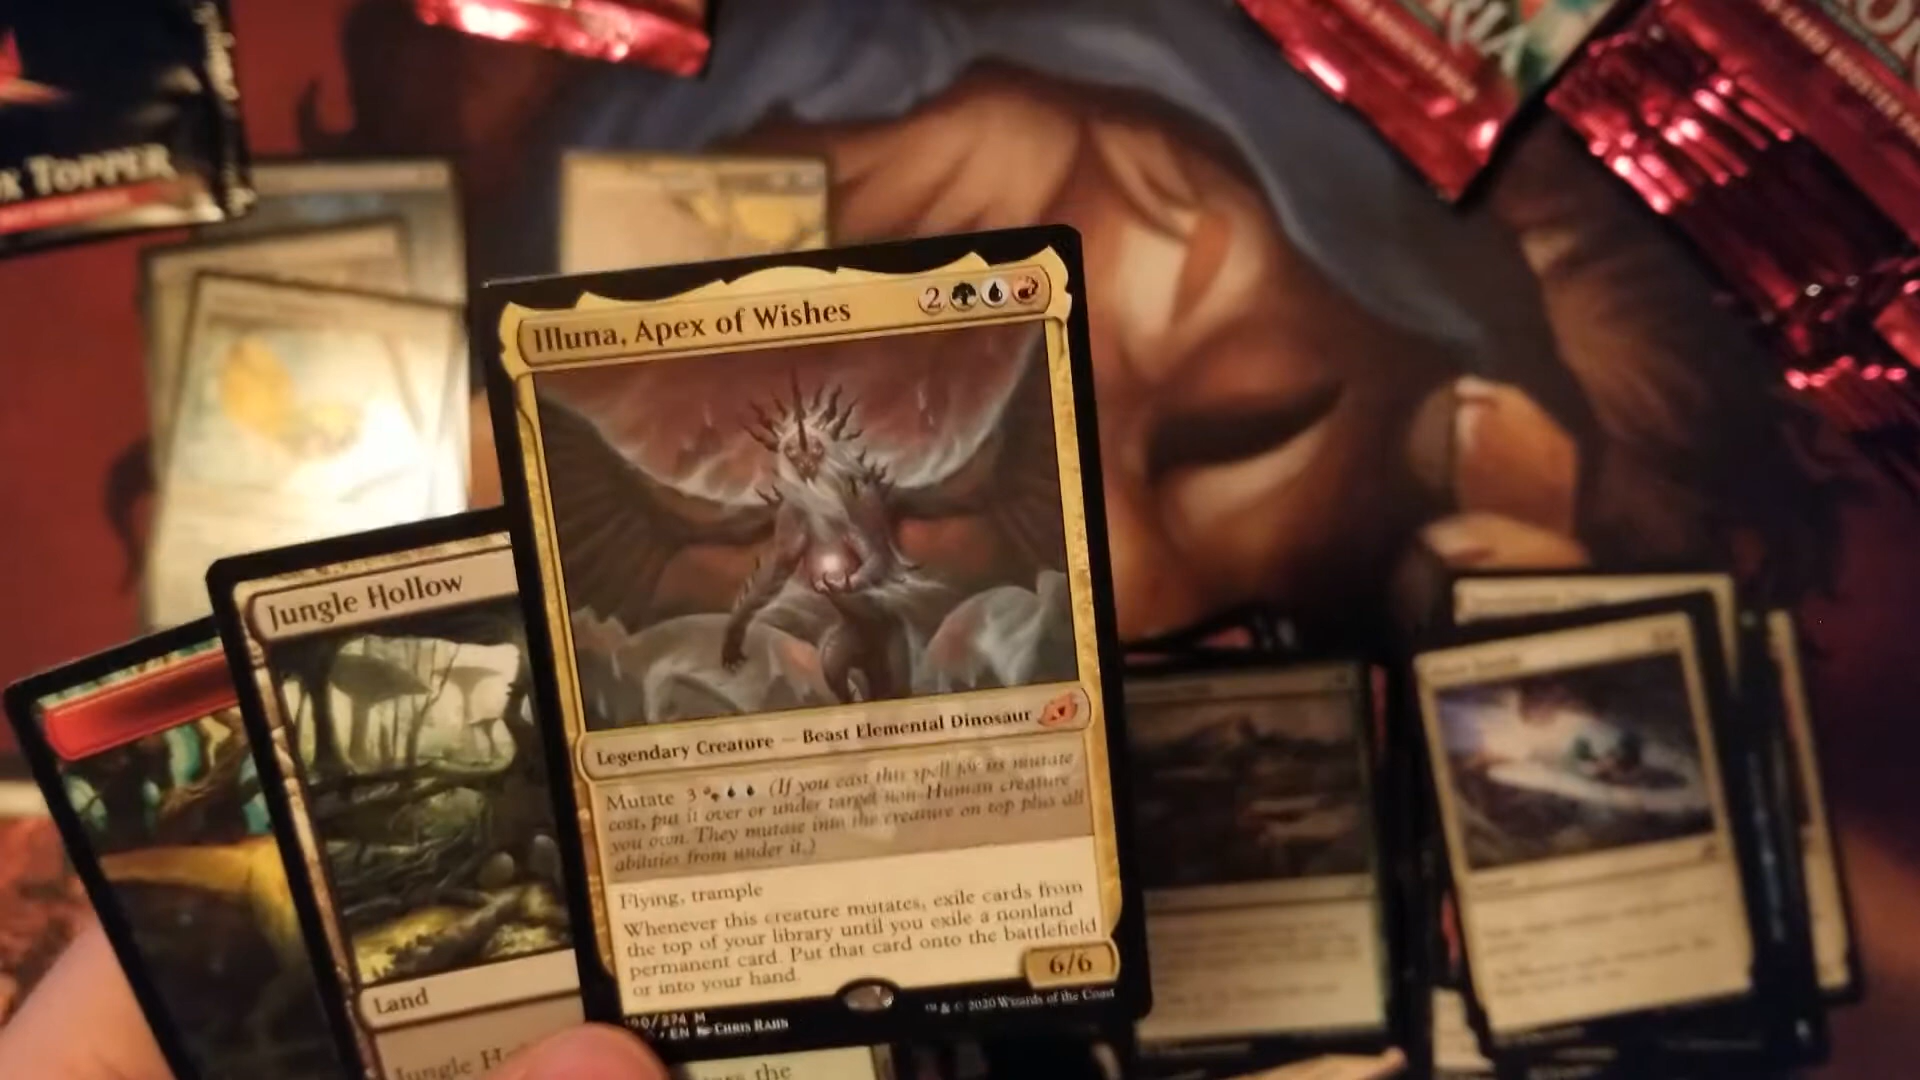 TOPPER
Illuna, Apex of Wishes
2
Jungle Hollow
Legendary Creature — Beast Elemental Dinosaur
Mutate 3 (If you cast this spell for its mutate
cost, put it over or under target non-Human creature
you own. They mutate into the creature on top plus all
abilities from under it.)
Flying, trample
Whenever this creature mutates, exile cards from
the top of your library until you exile a nonland
permanent card. Put that card onto the battlefield
or into your hand.
6/6
/274 M
EN CHRIS RAHN
™ & © 2020 Wizards of the Coast
Land
Jungle
the